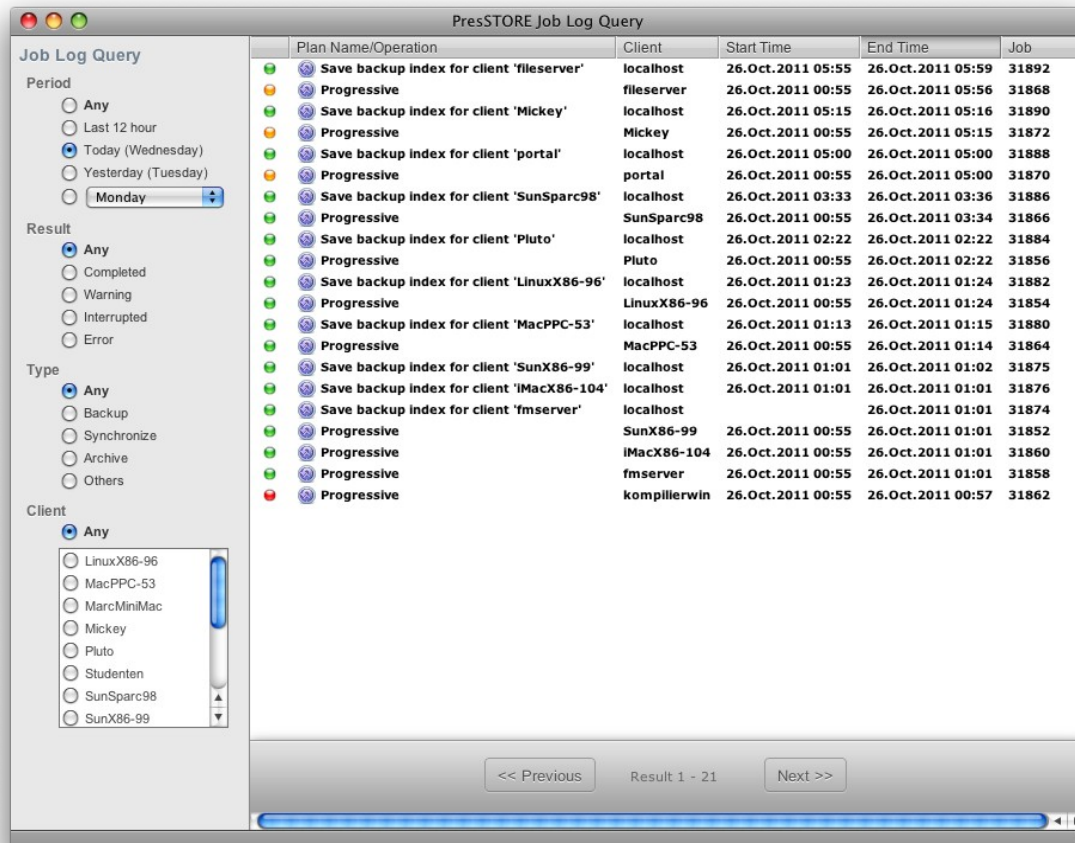 PresSTORE Job Log Query
Job Log Query
Period
Any
Last 12 hour
Today (Wednesday)
Yesterday (Tuesday)
Monday
Result
Any
Completed
Warning
Interrupted
Error
Type
Any
Backup
Synchronize
Archive
Others
Client
Any
LinuxX86-96
MacPPC-53
MarcMiniMac
Mickey
Pluto
Studenten
SunSparc98
SunX86-99
Plan Name/Operation Client Start Time End Time Job
Save backup index for client 'fileserver' localhost 26.Oct.2011 05:55 26.Oct.2011 05:59 31892
Progressive fileserver 26.Oct.2011 00:55 26.Oct.2011 05:56 31868
Save backup index for client 'Mickey' localhost 26.Oct.2011 05:15 26.Oct.2011 05:16 31890
Progressive Mickey 26.Oct.2011 00:55 26.Oct.2011 05:15 31872
Save backup index for client 'portal' localhost 26.Oct.2011 05:00 26.Oct.2011 05:00 31888
Progressive portal 26.Oct.2011 00:55 26.Oct.2011 05:00 31870
Save backup index for client 'SunSparc98' localhost 26.Oct.2011 03:33 26.Oct.2011 03:36 31886
Progressive SunSparc98 26.Oct.2011 00:55 26.Oct.2011 03:34 31866
Save backup index for client 'Pluto' localhost 26.Oct.2011 02:22 26.Oct.2011 02:22 31884
Progressive Pluto 26.Oct.2011 00:55 26.Oct.2011 02:22 31856
Save backup index for client 'LinuxX86-96' localhost 26.Oct.2011 01:23 26.Oct.2011 01:24 31882
Progressive LinuxX86-96 26.Oct.2011 00:55 26.Oct.2011 01:24 31854
Save backup index for client 'MacPPC-53' localhost 26.Oct.2011 01:13 26.Oct.2011 01:15 31880
Progressive MacPPC-53 26.Oct.2011 00:55 26.Oct.2011 01:14 31864
Save backup index for client 'SunX86-99' localhost 26.Oct.2011 01:01 26.Oct.2011 01:02 31875
Save backup index for client 'iMacX86-104' localhost 26.Oct.2011 01:01 26.Oct.2011 01:01 31876
Save backup index for client 'fmserver' localhost 26.Oct.2011 01:01 31874
Progressive SunX86-99 26.Oct.2011 00:55 26.Oct.2011 01:01 31852
Progressive iMacX86-104 26.Oct.2011 00:55 26.Oct.2011 01:01 31860
Progressive fmserver 26.Oct.2011 00:55 26.Oct.2011 01:01 31858
Progressive kompilierwin 26.Oct.2011 00:55 26.Oct.2011 00:57 31862
<< Previous Result 1 - 21 Next >>